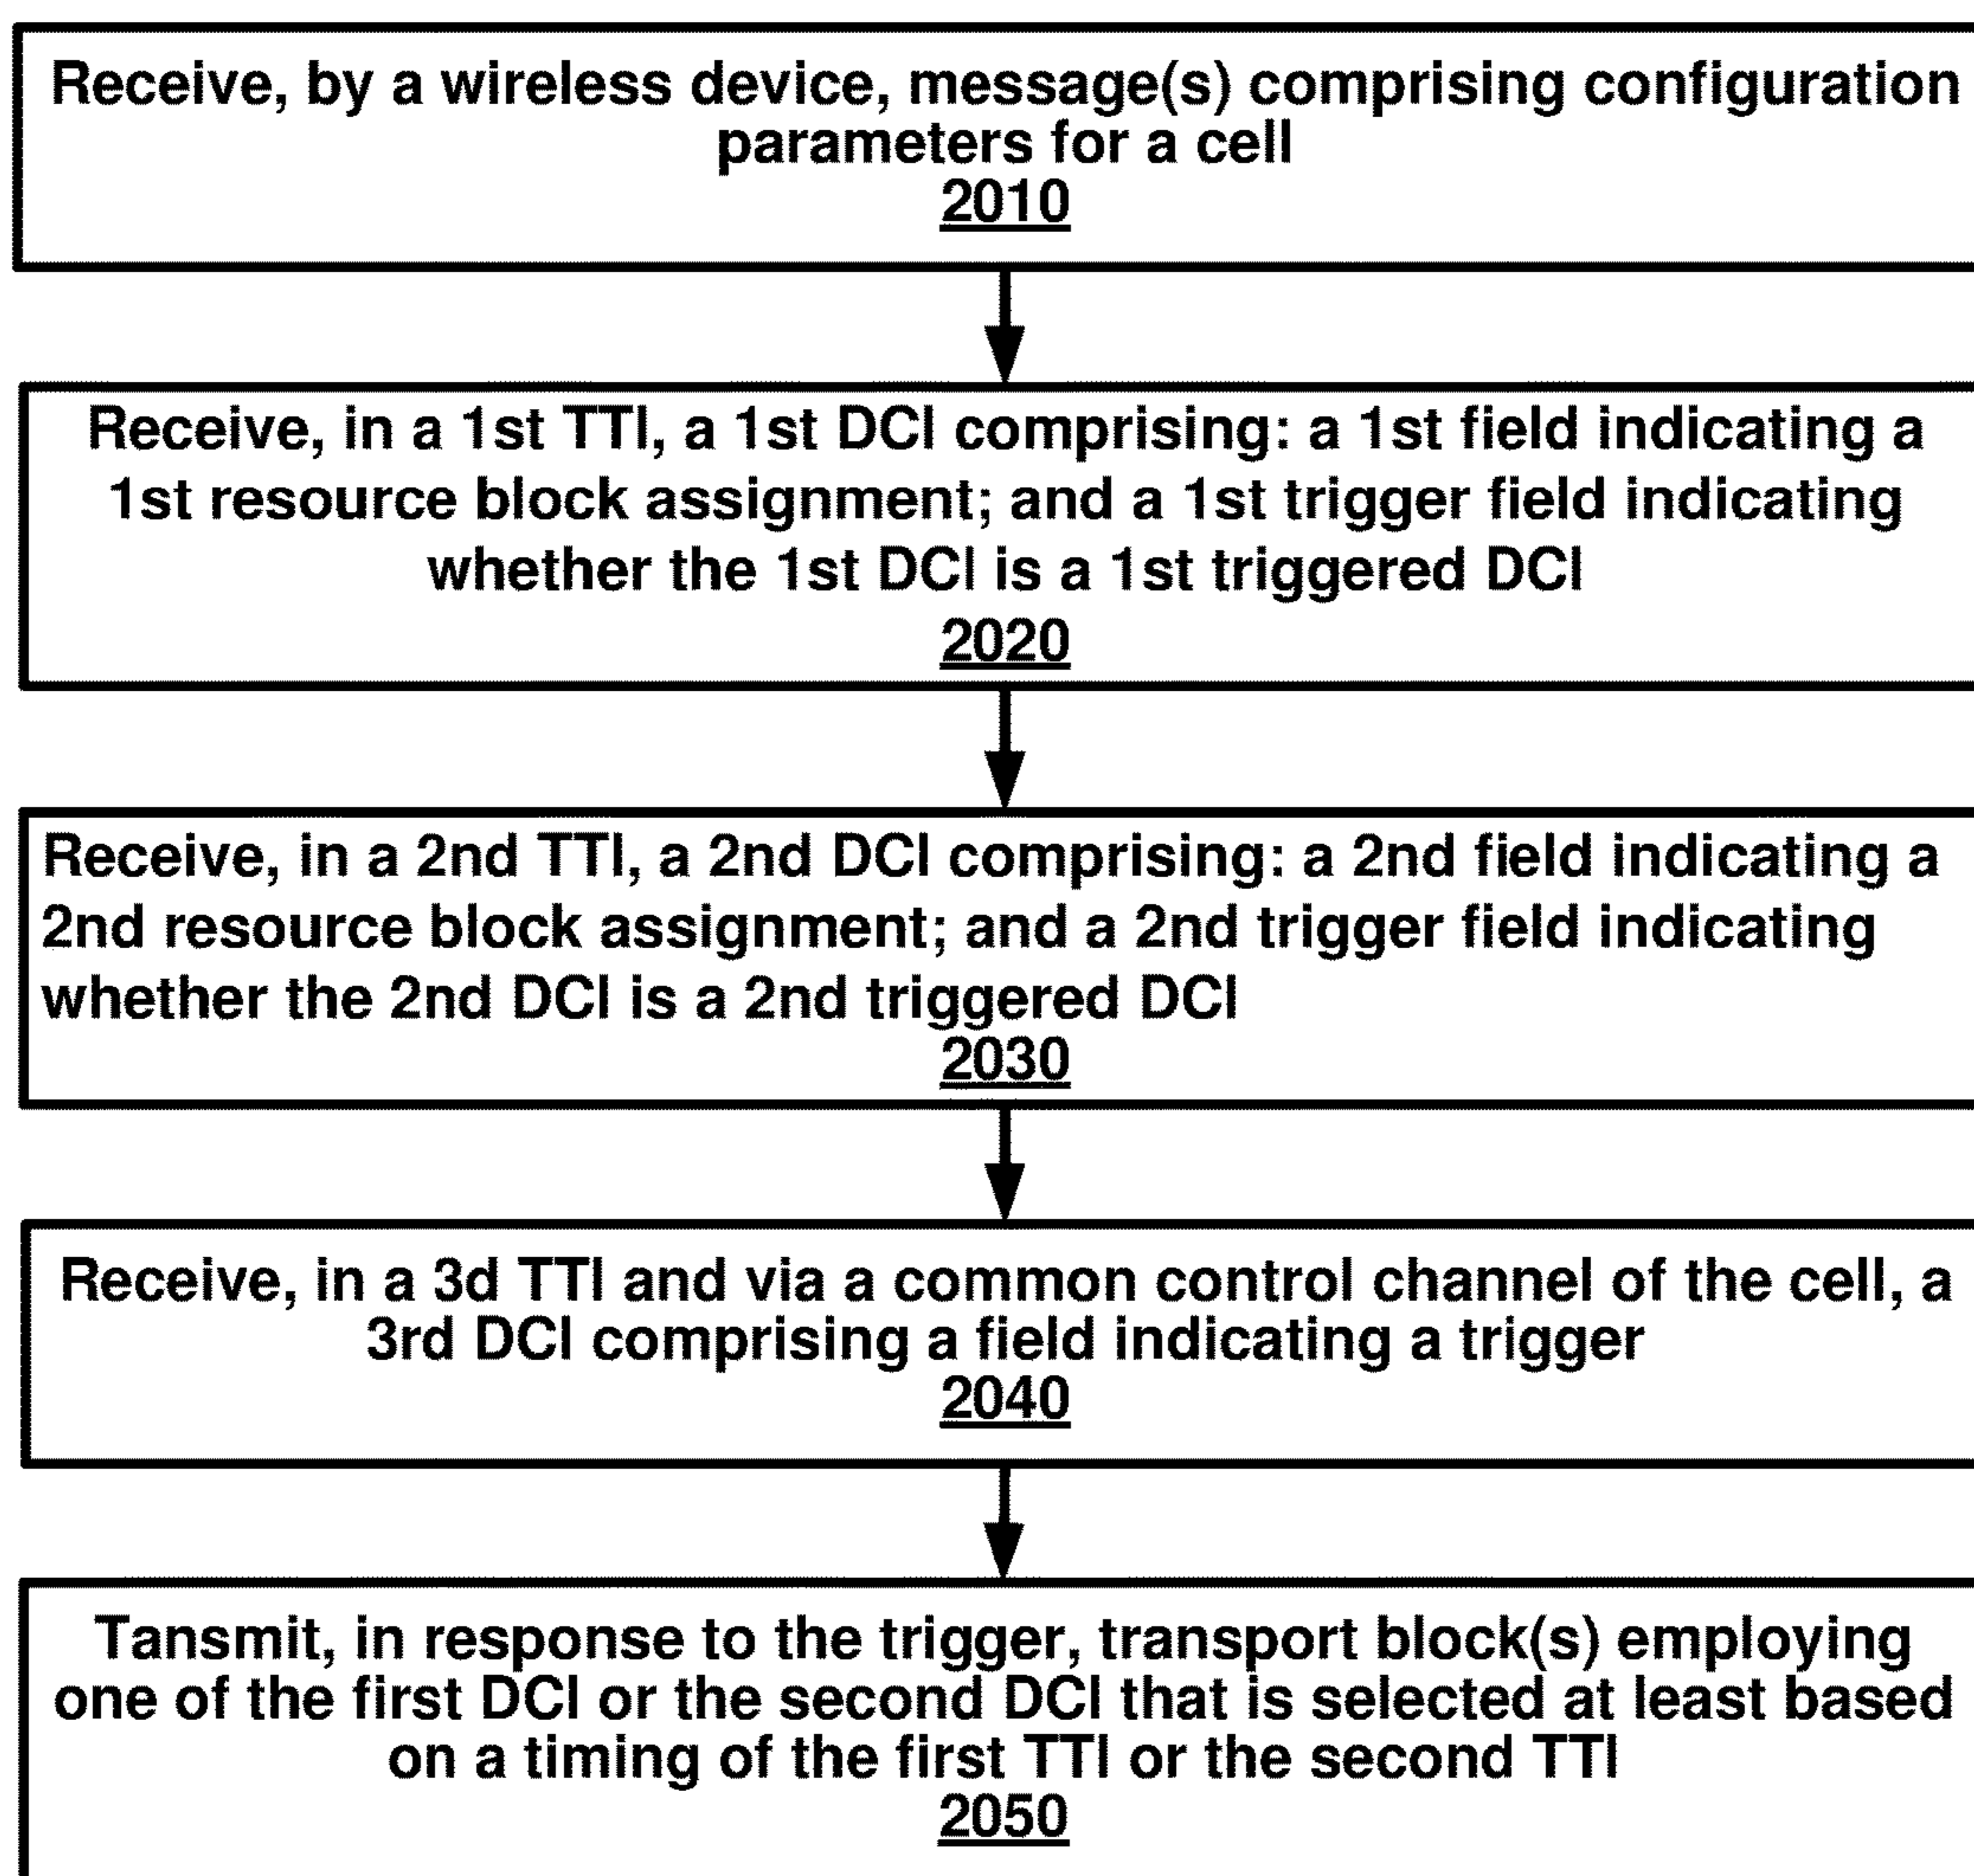 Receive, by a wireless device, message(s) comprising configuration
parameters for a cell
2010
Receive, in a 1st TTI, a 1st DCI comprising: a 1st field indicating a
1st resource block assignment; and a 1st trigger field indicating
whether the 1st DCI is a 1st triggered DCI
2020
Receive, in a 2nd TTI, a 2nd DCI comprising: a 2nd field indicating a
2nd resource block assignment; and a 2nd trigger field indicating
whether the 2nd DCI is a 2nd triggered DCI
2030
Receive, in a 3d TTI and via a common control channel of the cell, a
3rd DCI comprising a field indicating a trigger
2040
Tansmit, in response to the trigger, transport block(s) employing
one of the first DCI or the second DCI that is selected at least based
on a timing of the first TTI or the second TTI
2050